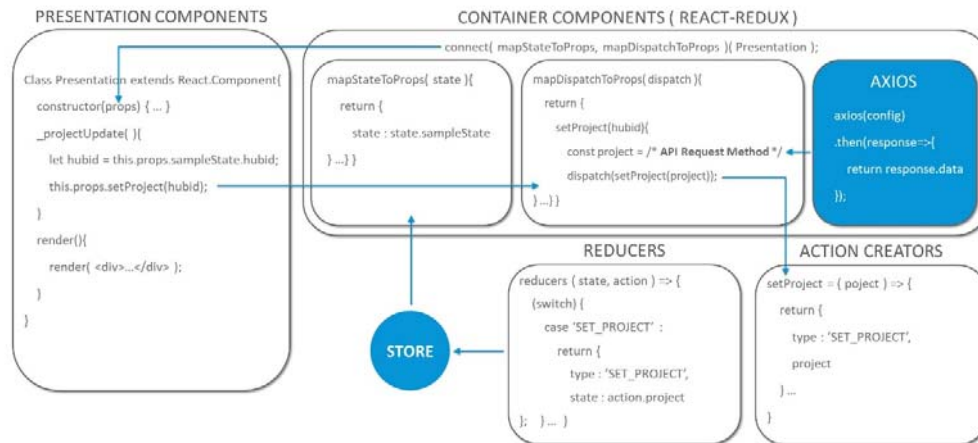 PRESENTATION COMPONENTS
Class Presentation extends React.Component{
constructor(props) { ... }
_projectUpdate( ){
let hubid = this.props.sampleState.hubid;
this.props.setProject(hubid);
}
render(){
render( <div>...</div> );
}
}
CONTAINER COMPONENTS ( REACT-REDUX )
connect( mapStateToProps, mapDispatchToProps )( Presentation );
mapStateToProps( state ){
return {
state : state.sampleState
} ...} }
mapDispatchToProps( dispatch ){
return {
setProject(hubid){
const project = /* API Request Method */
dispatch(setProject(project));
} ...} }
AXIOS
axios(config)
.then(response=>{
return response.data
});
REDUCERS
reducers ( state, action ) => {
(switch) {
case 'SET_PROJECT' :
return {
type : 'SET_PROJECT',
state : action.project
}; } ... }
ACTION CREATORS
setProject = ( poject ) => {
return {
type : 'SET_PROJECT',
project
} ...
}
STORE